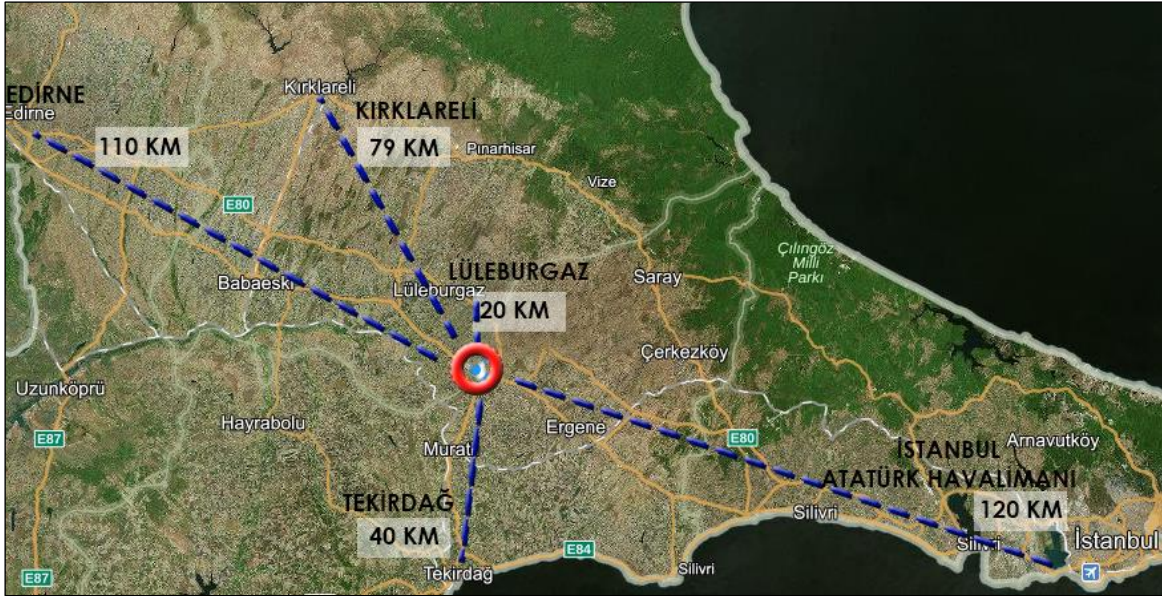 EDİRNE
Edirne
110 KM
Kırklareli
KIRKLARELİ
79 KM
Pınarhisar
Vize
E80
Çılıngöz
Milli
Parkı
LÜLEBURGAZ
20 KM
Babaeski
Lüleburgaz
Saray
Çerkezköy
Uzunköprü
Hayrabolu
E87
Muratl
Ergene
E80
İSTANBUL
ATATÜRK HAVALİMANI
120 KM
Arnavutköy
TEKİRDAĞ
40 KM
Silivri
Silivri
İstanbul
E84
Silivri
Tekirdağ
E87